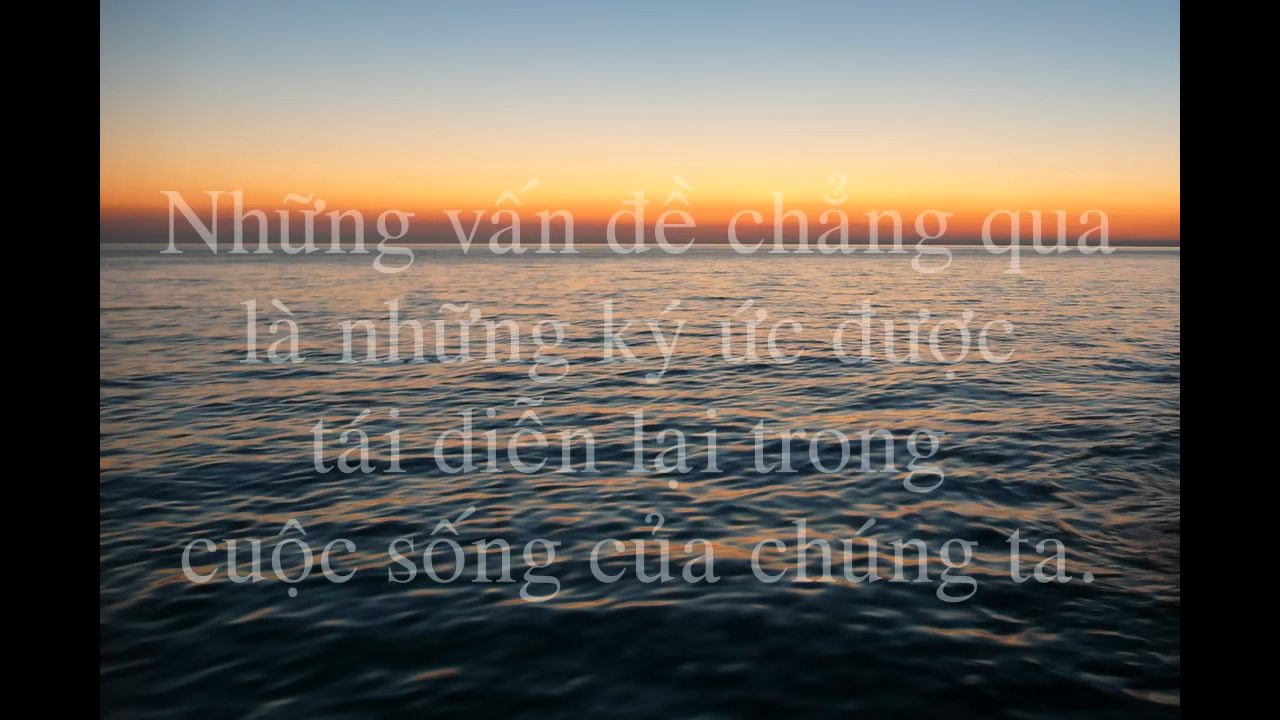 Những vấn đề chẳng qua
là những ký ức được
tái diễn lại trong
cuộc sống của chúng ta.